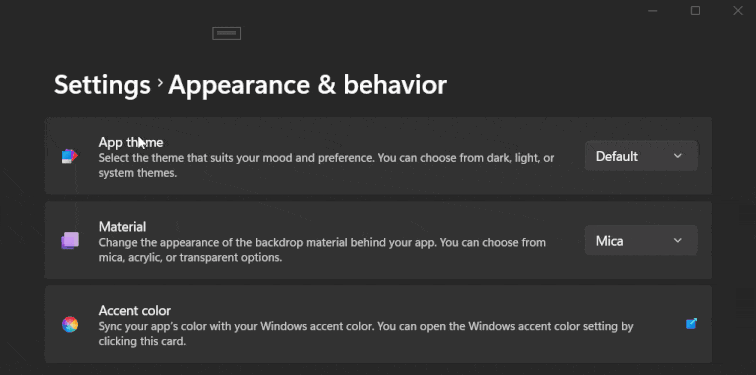 Settings › Appearance & behavior
App theme
Select the theme that suits your mood and preference. You can choose from dark, light, or
system themes.
Default
Material
Change the appearance of the backdrop material behind your app. You can choose from
mica, acrylic, or transparent options.
Mica
Accent color
Sync your app's color with your Windows accent color. You can open the Windows accent color setting by
clicking this card.